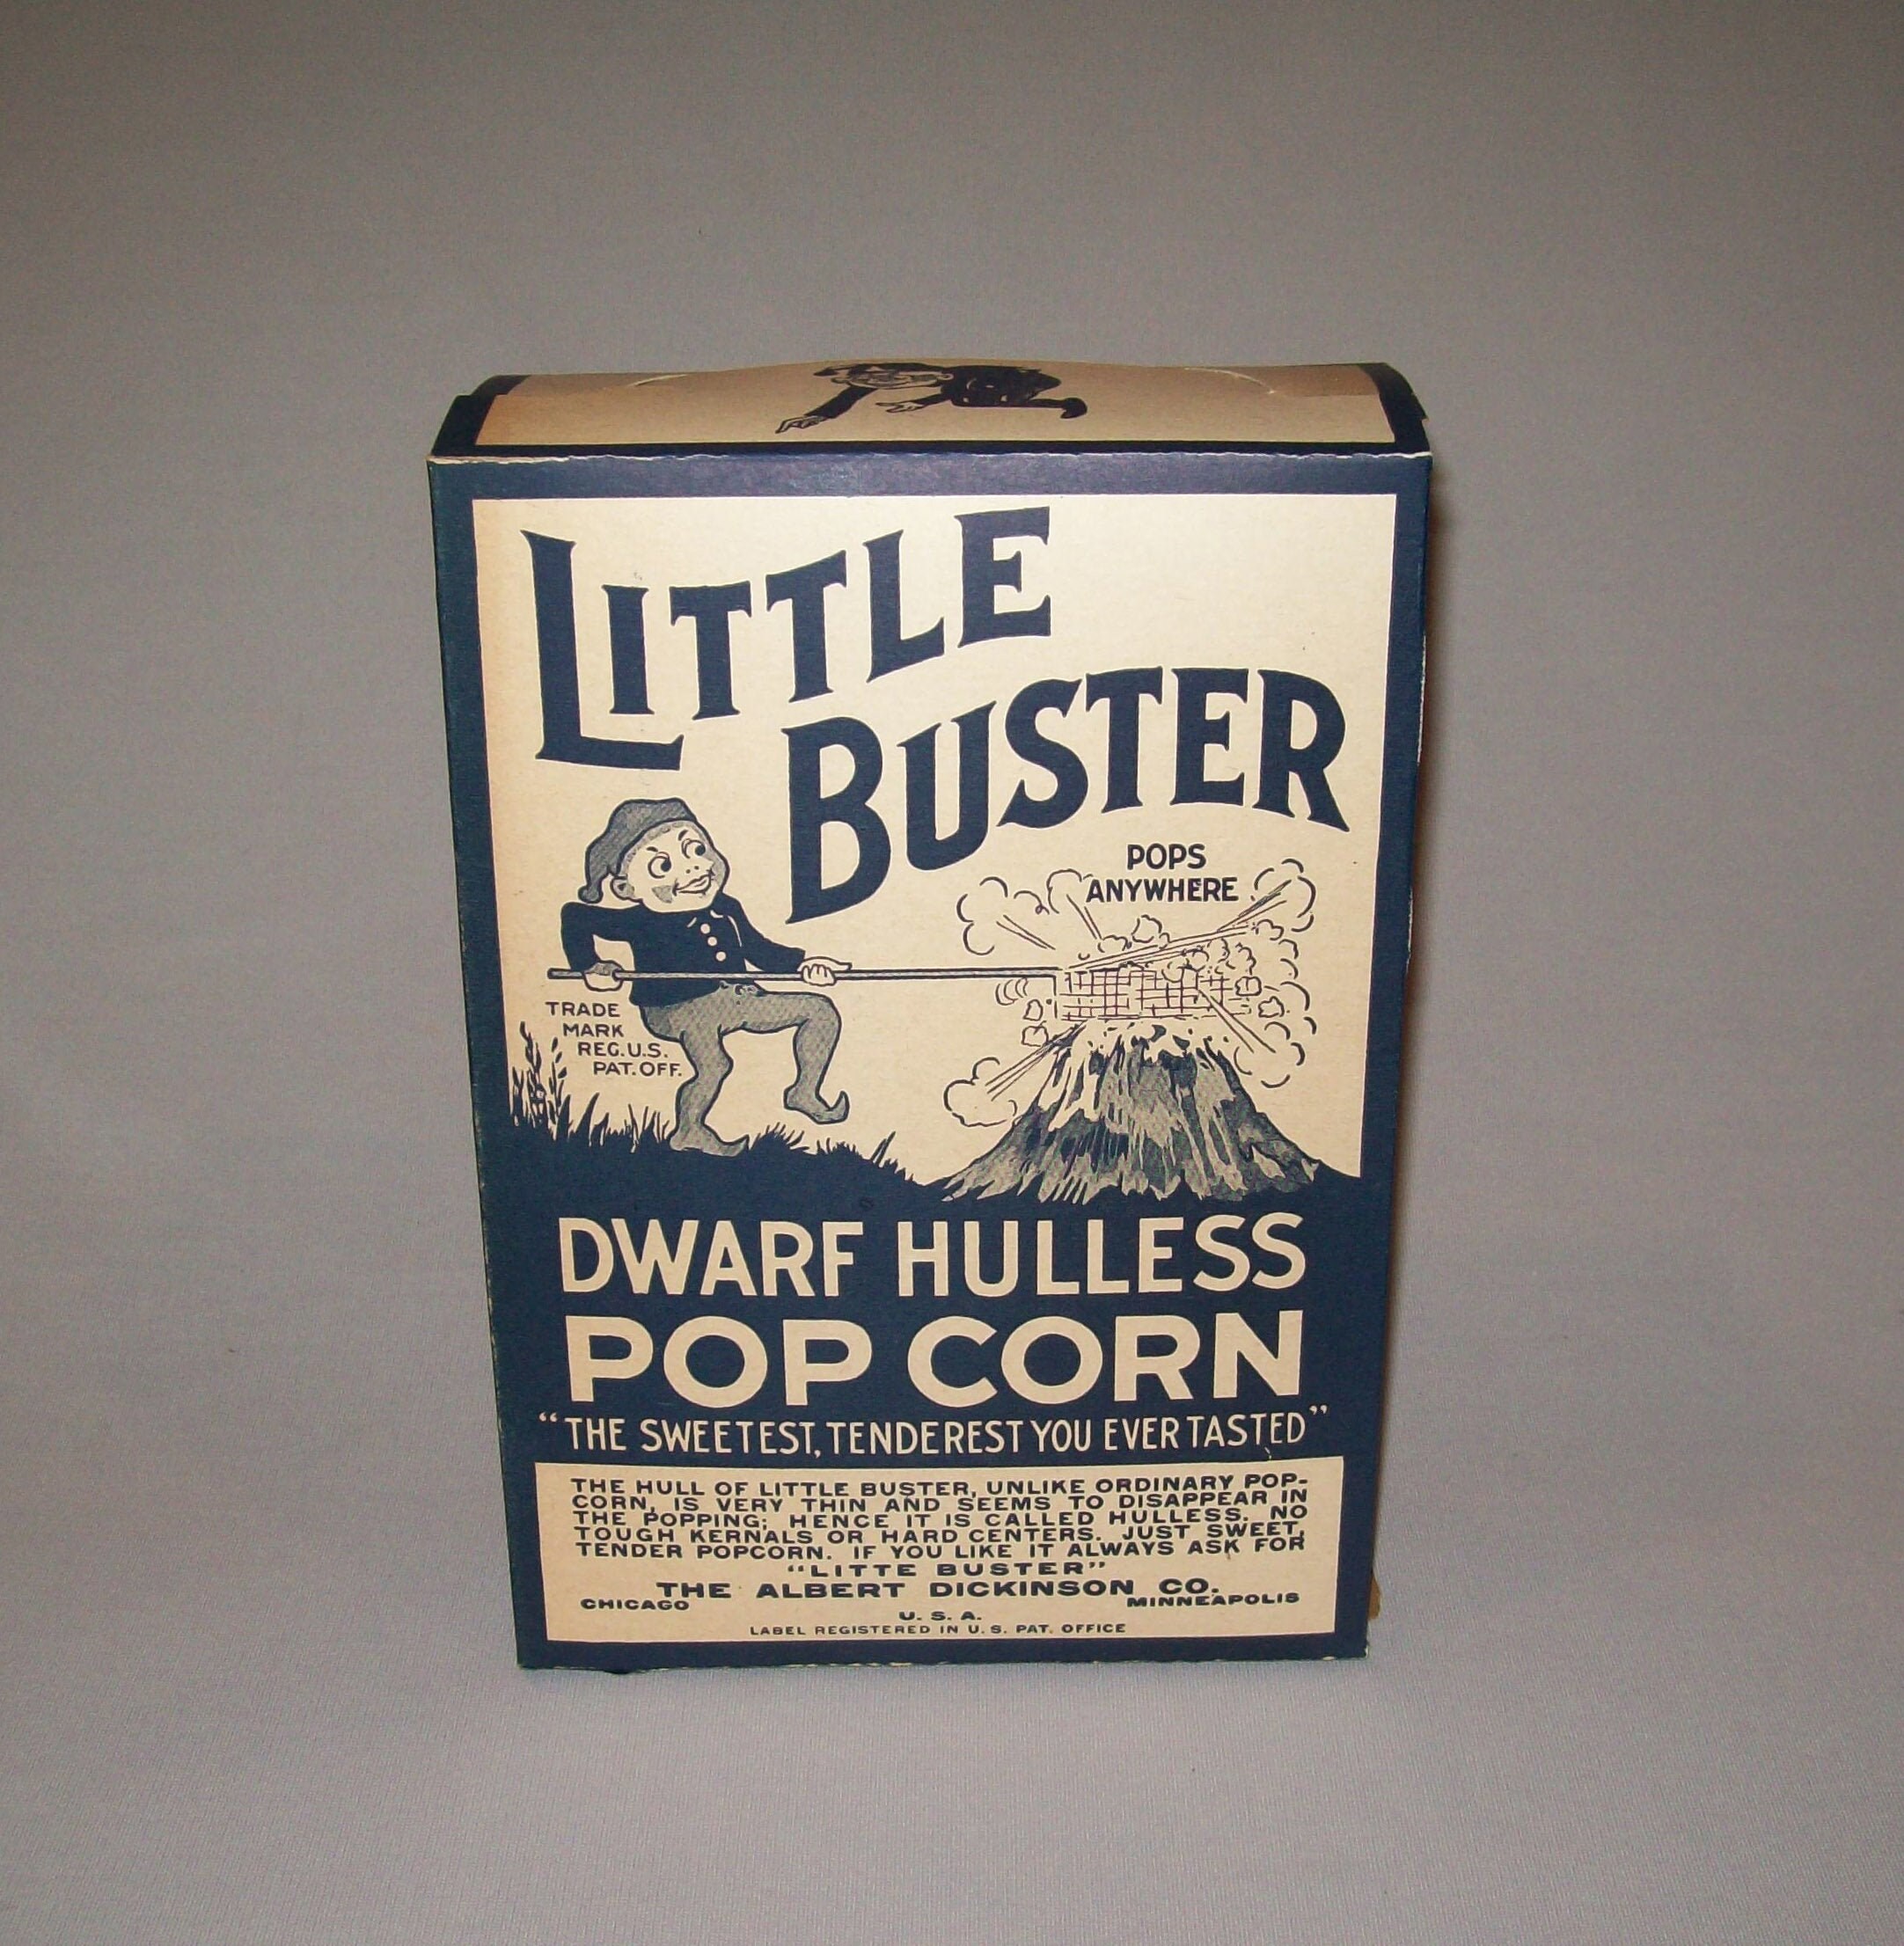 LITTLE
BUSTER
POPS
ANYWHERE
TRADE
MARK
REG. U.S.
PAT. OFF.
DWARF HULLESS
POP CORN
“THE SWEETEST, TENDEREST YOU EVER TASTED”
THE HULL OF LITTLE BUSTER, UNLIKE ORDINARY POP-
CORN, IS VERY THIN AND SEEMS TO DISAPPEAR IN
THE POPPING; HENCE IT IS CALLED HULLESS. NO
TOUGH KERNALS OR HARD CENTERS. JUST SWEET,
TENDER POPCORN. IF YOU LIKE IT ALWAYS ASK FOR
“LITTE BUSTER”
THE ALBERT DICKINSON CO.
CHICAGO MINNEAPOLIS
U. S. A.
LABEL REGISTERED IN U. S. PAT. OFFICE